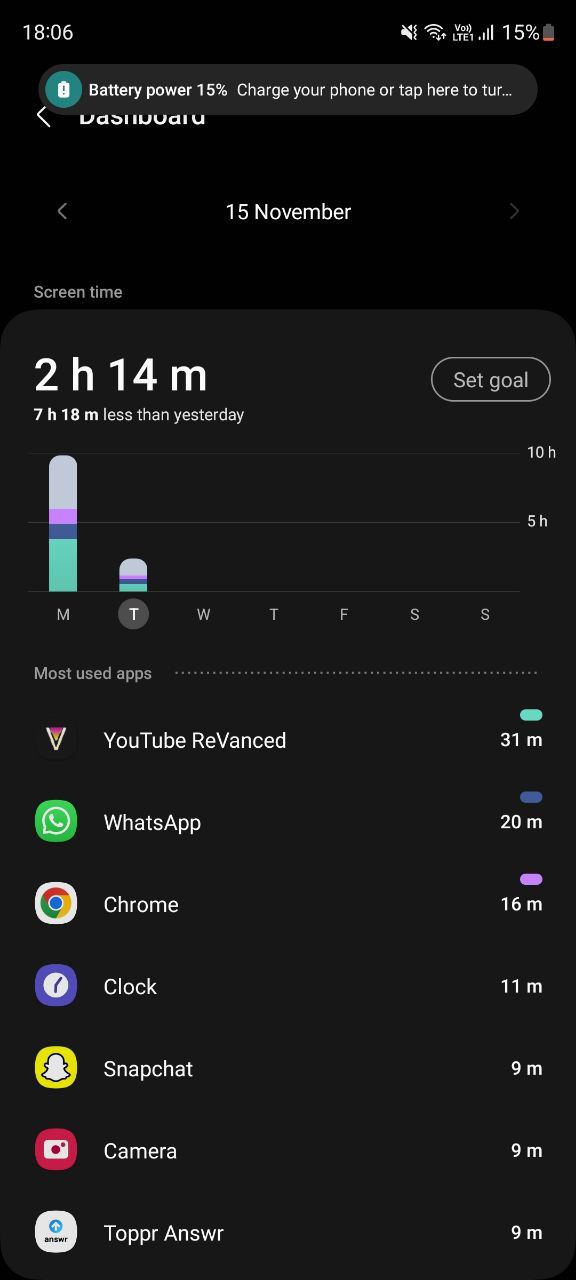 18:06
Vo)) LTE1
15%
Battery power 15% Charge your phone or tap here to tur...
Dashboard
15 November
Screen time
2 h 14 m
Set goal
7 h 18 m less than yesterday
10 h
5 h
M T W T F S S
Most used apps
YouTube ReVanced 31 m
WhatsApp 20 m
Chrome 16 m
Clock 11 m
Snapchat 9 m
Camera 9 m
answr
Toppr Answr 9 m